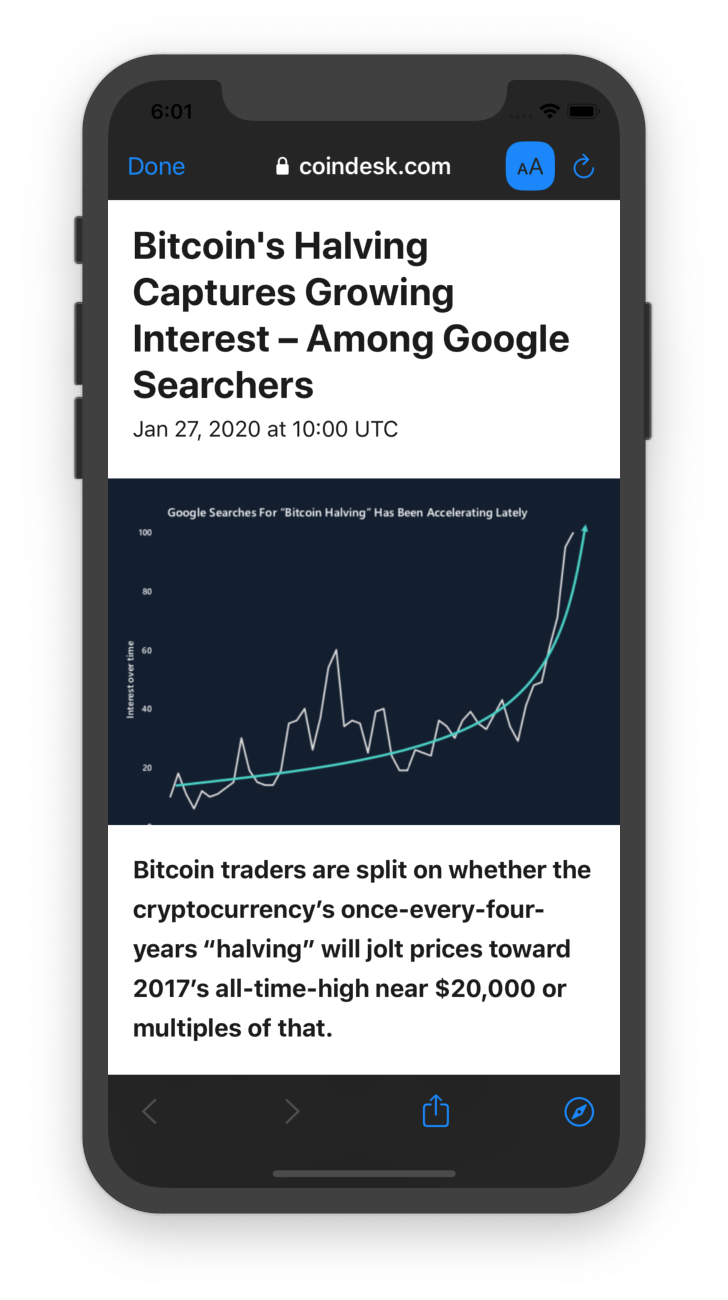 6:01
Done
coindesk.com
AA
Bitcoin's Halving
Captures Growing
Interest – Among Google
Searchers
Jan 27, 2020 at 10:00 UTC
Google Searches For “Bitcoin Halving” Has Been Accelerating Lately
100
80
60
40
20
Interest over time
Bitcoin traders are split on whether the
cryptocurrency’s once-every-four-
years “halving” will jolt prices toward
2017’s all-time-high near $20,000 or
multiples of that.